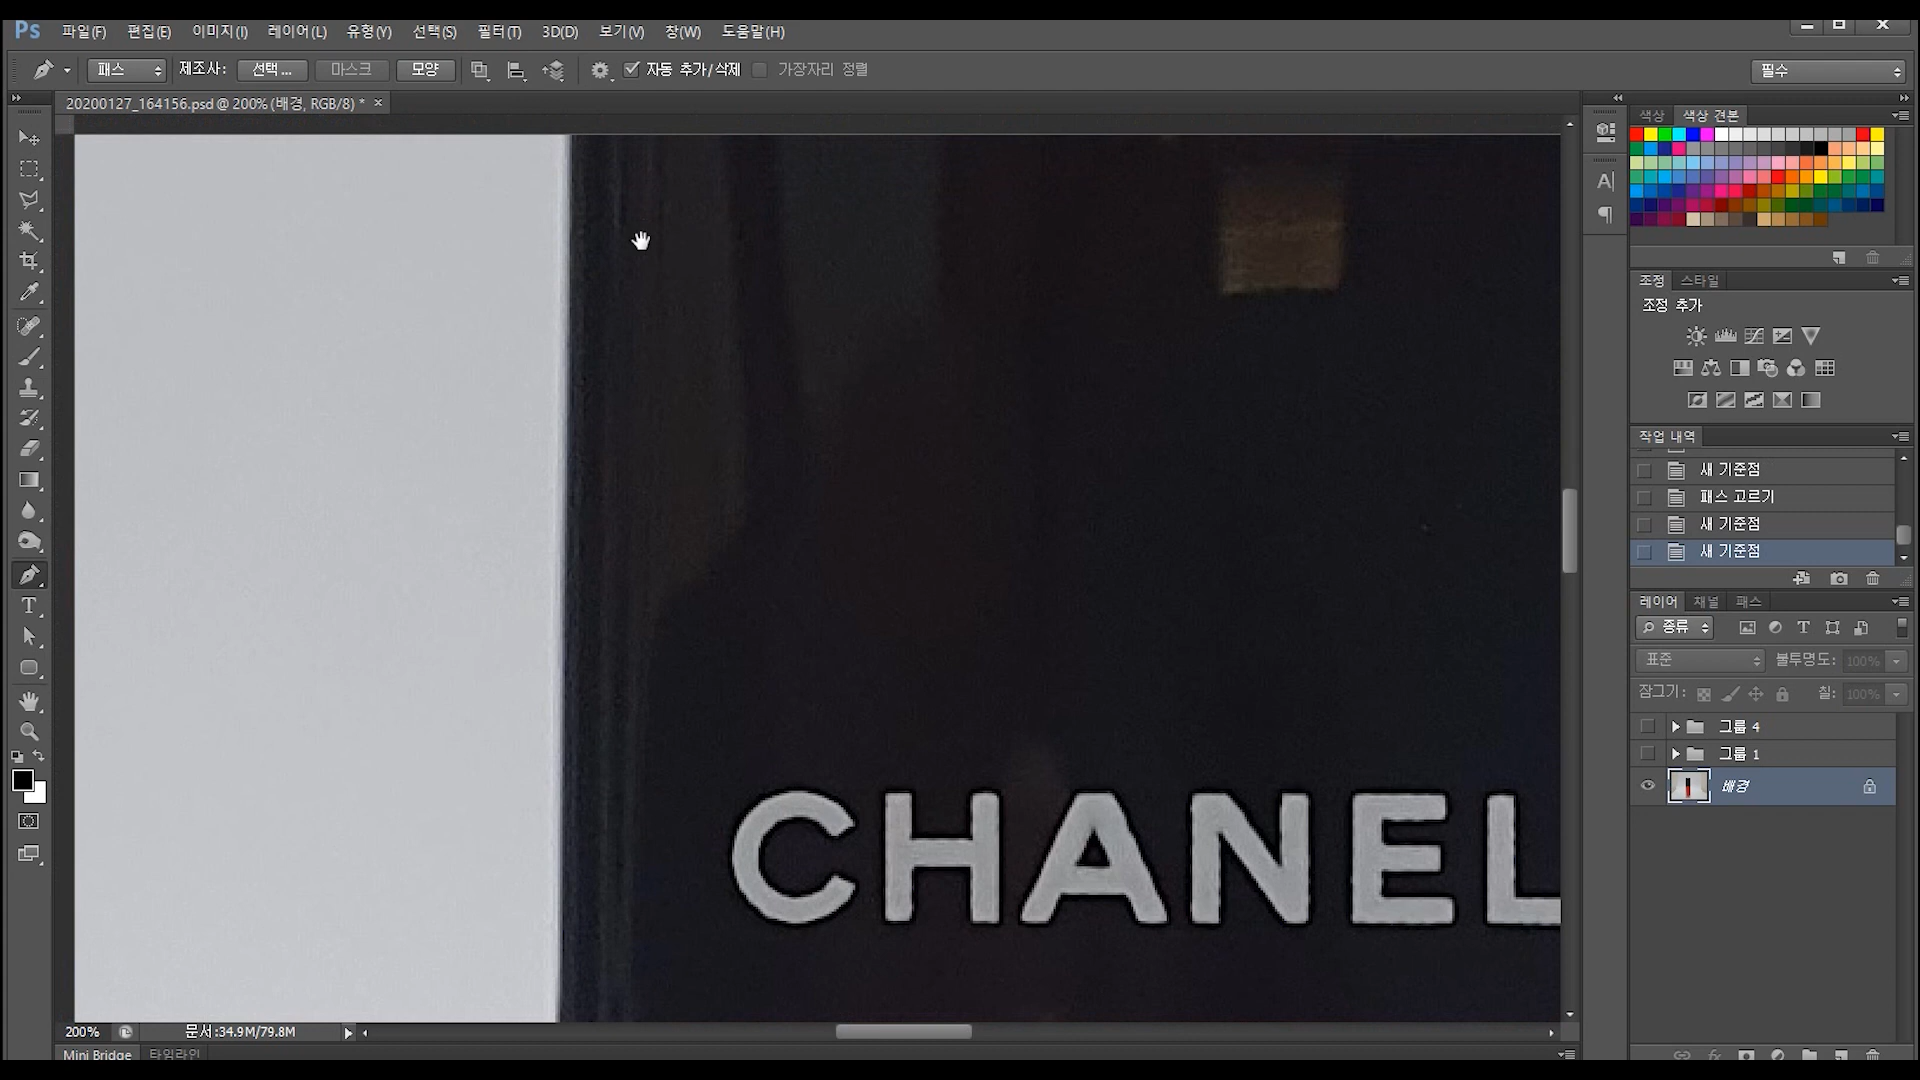 Ps 파일(F) 편집(E) 이미지(I) 레이어(L) 유형(Y) 선택(S) 필터(T) 3D(D) 보기(V) 창(W) 도움말(H)
패스 제조사: 선택... 마스크 모양 자동 추가/삭제 가장자리 정렬 필수
20200127_164156.psd @ 200% (배경, RGB/8) *
색상 색상 견본
조정 스타일
조정 추가
작업 내역
새 기준점
패스 고르기
새 기준점
새 기준점
레이어 채널 패스
종류
표준 불투명도: 100%
잠그기: 칠: 100%
그룹 4
그룹 1
배경
CHANEL
200% 문서:34.9M/79.8M
Mini Bridge 타임라인